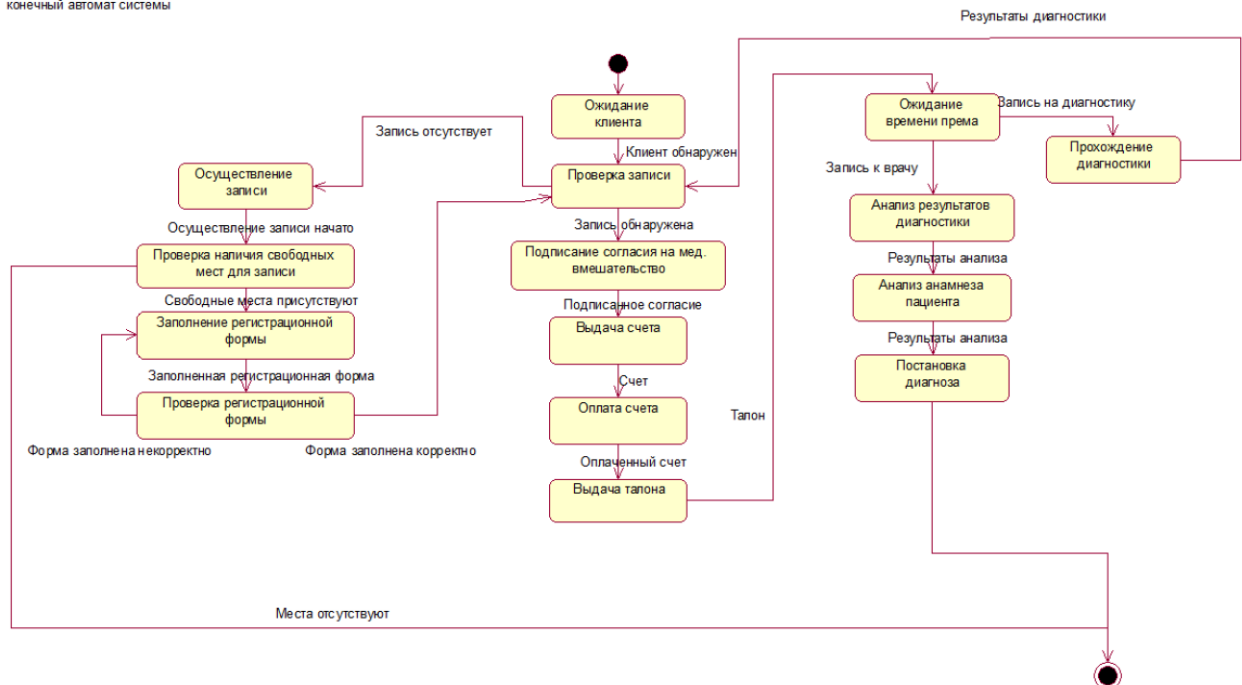 конечный автомат системы
Результаты диагностики
Ожидание
клиента
Клиент обнаружен
Запись отсутствует
Проверка записи
Осуществление
записи
Осуществление записи начато
Проверка наличия свободных
мест для записи
Свободные места присутствуют
Заполнение регистрационной
формы
Заполненная регистрационная форма
Проверка регистрационной
формы
Форма заполнена некорректно
Форма заполнена корректно
Запись обнаружена
Подписание согласия на мед.
вмешательство
Подписанное согласие
Выдача счета
Счет
Оплата счета
Оплаченный счет
Выдача талона
Талон
Ожидание
времени према
Запись на диагностику
Прохождение
диагностики
Запись к врачу
Анализ результатов
диагностики
Результаты анализа
Анализ анамнеза
пациента
Результаты анализа
Постановка
диагноза
Места отсутствуют